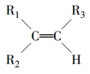 R₁ R₃
C=C
R₂ H